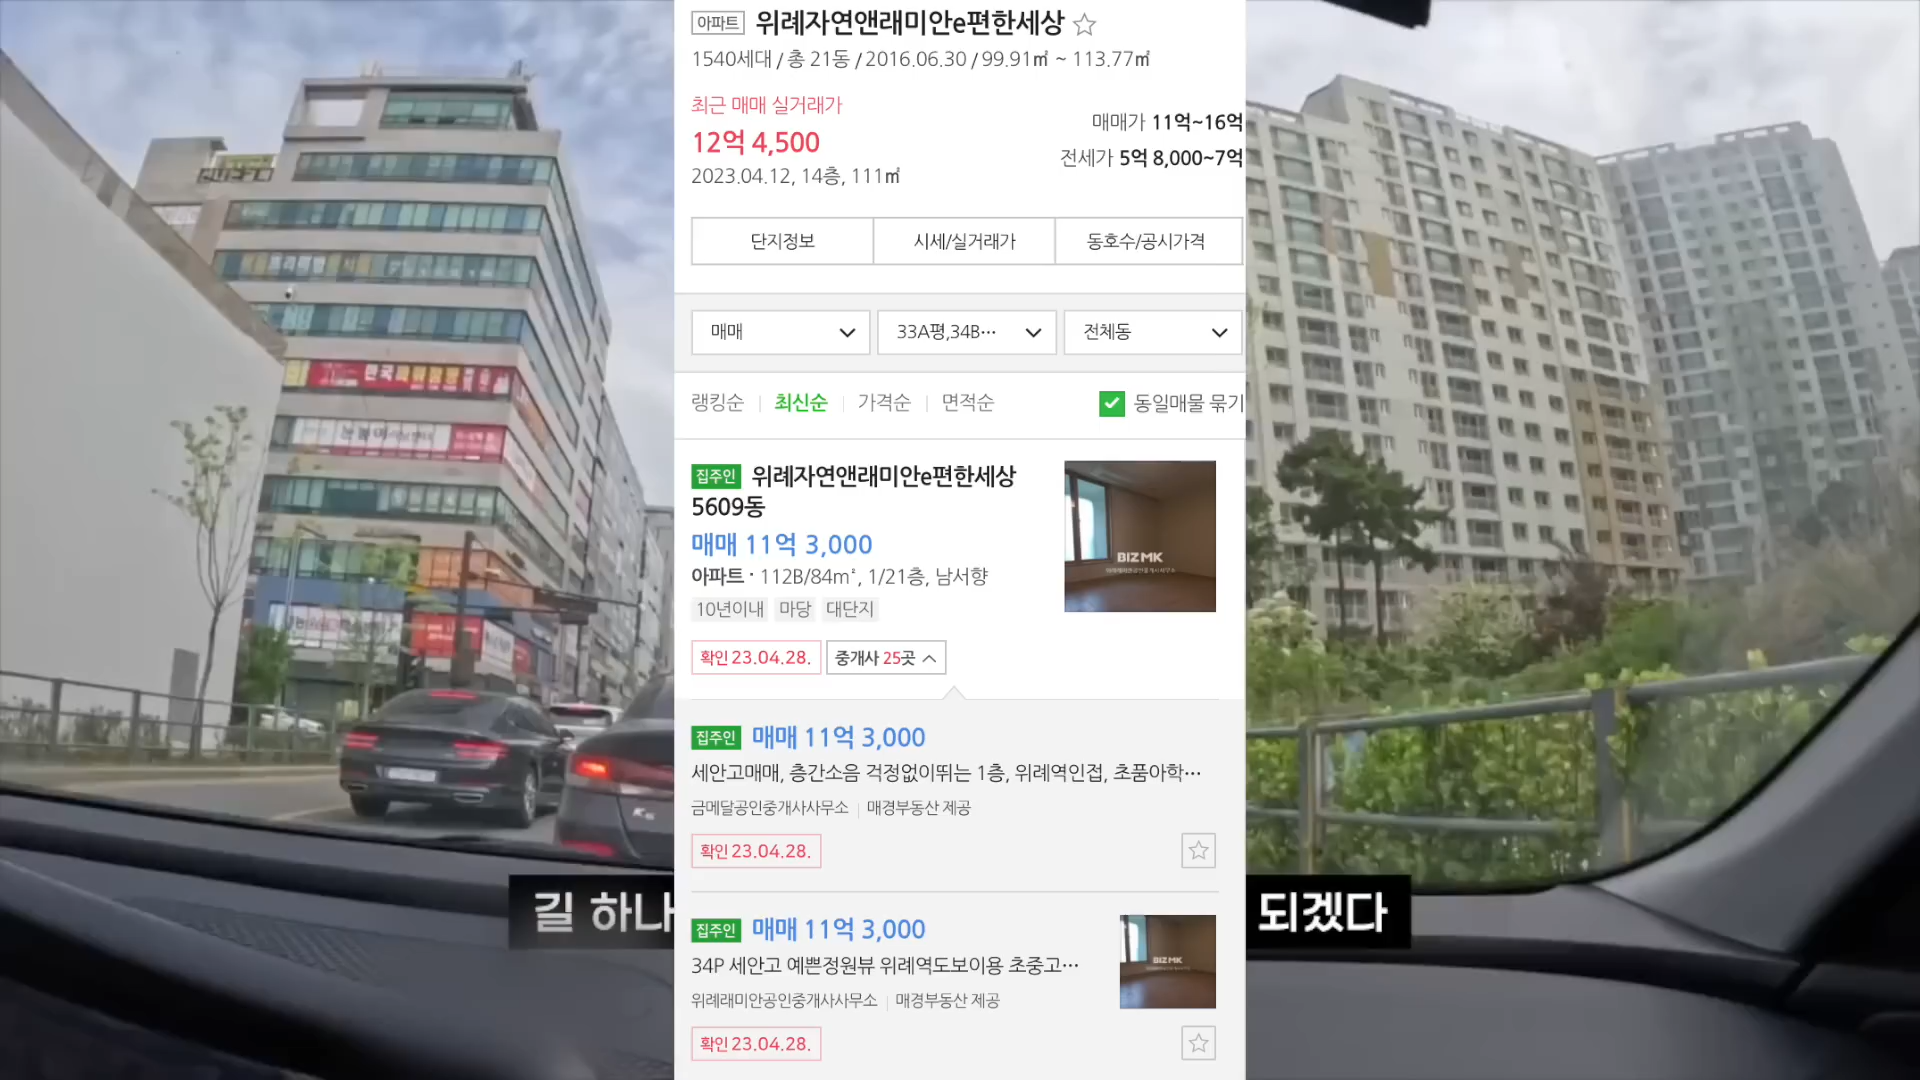 아파트 위례자연앤래미안e편한세상
1540세대 / 총 21동 / 2016.06.30 / 99.91㎡ ~ 113.77㎡
최근 매매 실거래가
12억 4,500
2023.04.12, 14층, 111㎡
매매가 11억~16억
전세가 5억 8,000~7억
단지정보 시세/실거래가 동호수/공시가격
매매 33A평,34B… 전체동
랭킹순 최신순 가격순 면적순 동일매물 묶기
집주인 위례자연앤래미안e편한세상
5609동
매매 11억 3,000
아파트 · 112B/84m², 1/21층, 남서향
10년이내 마당 대단지
BIZMK
확인 23.04.28. 중개사 25곳
집주인 매매 11억 3,000
세안고매매, 층간소음 걱정없이뛰는 1층, 위례역인접, 초품아학…
금메달공인중개사사무소 매경부동산 제공
확인 23.04.28.
길 하나
되겠다
집주인 매매 11억 3,000
34P 세안고 예쁜정원뷰 위례역도보이용 초중고…
위례래미안공인중개사사무소 매경부동산 제공
BIZMK
확인 23.04.28.